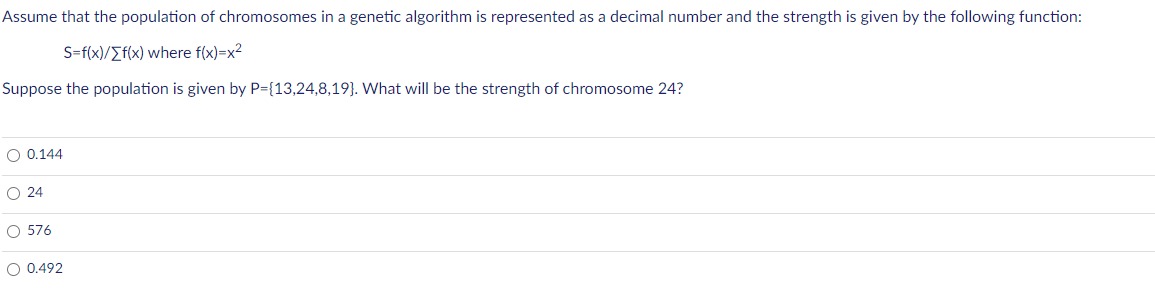 Assume that the population of chromosomes in a genetic algorithm is represented as a decimal number and the strength is given by the following function:
S=f(x)/∑f(x) where f(x)=x²
Suppose the population is given by P={13,24,8,19}. What will be the strength of chromosome 24?
0.144
24
576
0.492